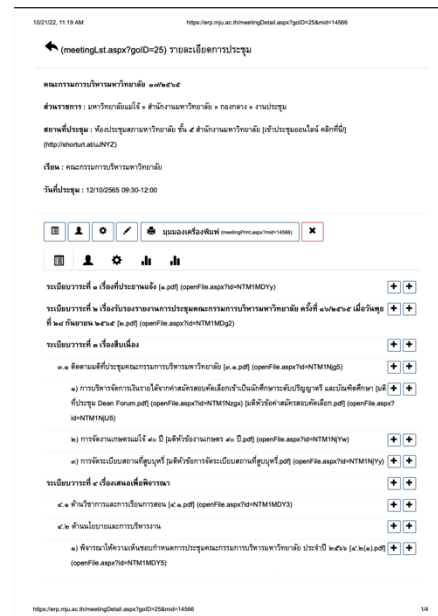 10/21/22, 11:19 AM https://erp.mju.ac.th/meetingDetail.aspx?goID=25&mid=14566
(meetingLst.aspx?goID=25) รายละเอียดการประชุม
คณะกรรมการบริหารมหาวิทยาลัย ๑๗/๒๕๖๕
ส่วนราชการ : มหาวิทยาลัยแม่โจ้ » สำนักงานมหาวิทยาลัย » กองกลาง » งานประชุม
สถานที่ประชุม : ห้องประชุมสภามหาวิทยาลัย ชั้น ๕ สำนักงานมหาวิทยาลัย [เข้าประชุมออนไลน์ คลิกที่นี่!]
(http://shorturl.at/uJNYZ)
เรียน : คณะกรรมการบริหารมหาวิทยาลัย
วันที่ประชุม : 12/10/2565 09:30-12:00
มุมมองเครื่องพิมพ์ (meetingPrint.aspx?mid=14566)
ระเบียบวาระที่ ๑ เรื่องที่ประธานแจ้ง [๑.pdf] (openFile.aspx?id=NTM1MDYy)
ระเบียบวาระที่ ๒ เรื่องรับรองรายงานการประชุมคณะกรรมการบริหารมหาวิทยาลัย ครั้งที่ ๑๖/๒๕๖๕ เมื่อวันพุธ
ที่ ๒๘ กันยายน ๒๕๖๕ [๒.pdf] (openFile.aspx?id=NTM1MDg2)
ระเบียบวาระที่ ๓ เรื่องสืบเนื่อง
๓.๑ ติดตามมติที่ประชุมคณะกรรมการบริหารมหาวิทยาลัย [๓.๑.pdf] (openFile.aspx?id=NTM1Njg5)
๑) การบริหารจัดการเงินรายได้จากค่าสมัครสอบคัดเลือกเข้าเป็นนักศึกษาระดับปริญญาตรี และบัณฑิตศึกษา [มติ
ที่ประชุม Dean Forum.pdf] (openFile.aspx?id=NTM1Nzgx) [มติหัวข้อค่าสมัครสอบคัดเลือก.pdf] (openFile.aspx?
id=NTM1NjU5)
๒) การจัดงานเกษตรแม่โจ้ ๙๐ ปี [มติหัวข้องานเกษตร ๙๐ ปี.pdf] (openFile.aspx?id=NTM1NjYw)
๓) การจัดระเบียบสถานที่สูบบุหรี่ [มติหัวข้อการจัดระเบียบสถานที่สูบบุหรี่.pdf] (openFile.aspx?id=NTM1NjYy)
ระเบียบวาระที่ ๔ เรื่องเสนอเพื่อพิจารณา
๔.๑ ด้านวิชาการและการเรียนการสอน [๔.๑.pdf] (openFile.aspx?id=NTM1MDY3)
๔.๒ ด้านนโยบายและการบริหารงาน
๑) พิจารณาให้ความเห็นชอบกำหนดการประชุมคณะกรรมการบริหารมหาวิทยาลัย ประจำปี ๒๕๖๖ [๔.๒(๑).pdf]
(openFile.aspx?id=NTM1MDY5)
https://erp.mju.ac.th/meetingDetail.aspx?goID=25&mid=14566 1/4